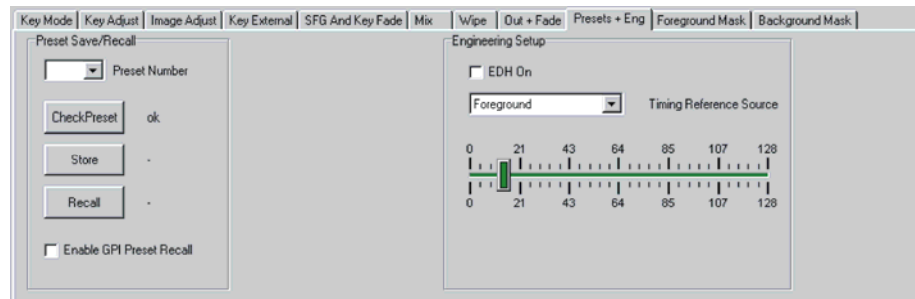 Key Mode Key Adjust Image Adjust Key External SFG And Key Fade Mix Wipe Out + Fade Presets + Eng Foreground Mask Background Mask
Preset Save/Recall
Preset Number
CheckPreset ok
Store -
Recall -
Enable GPI Preset Recall
Engineering Setup
EDH On
Foreground Timing Reference Source
0 21 43 64 85 107 128
0 21 43 64 85 107 128